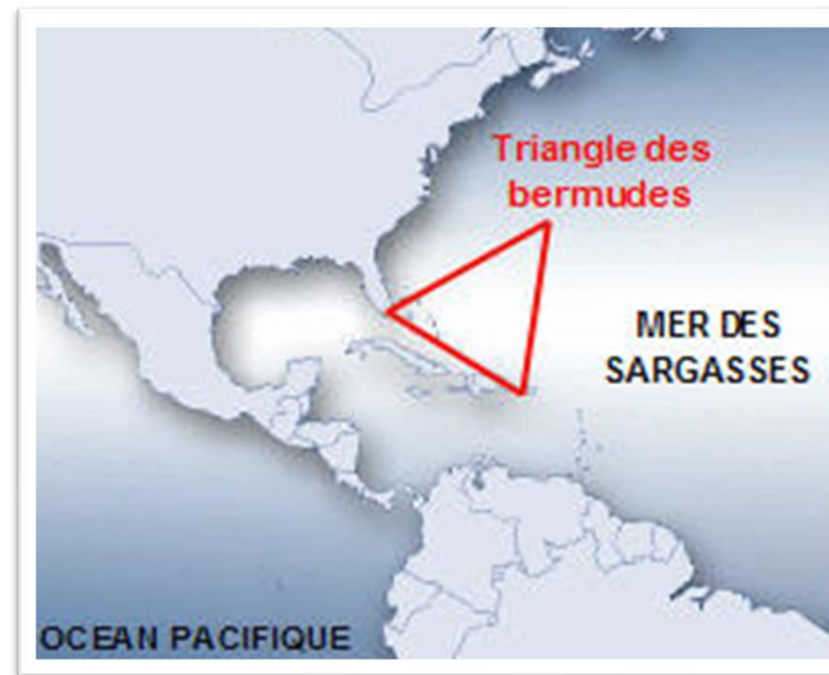 Triangle des
bermudes
MER DES
SARGASSES
OCEAN PACIFIQUE